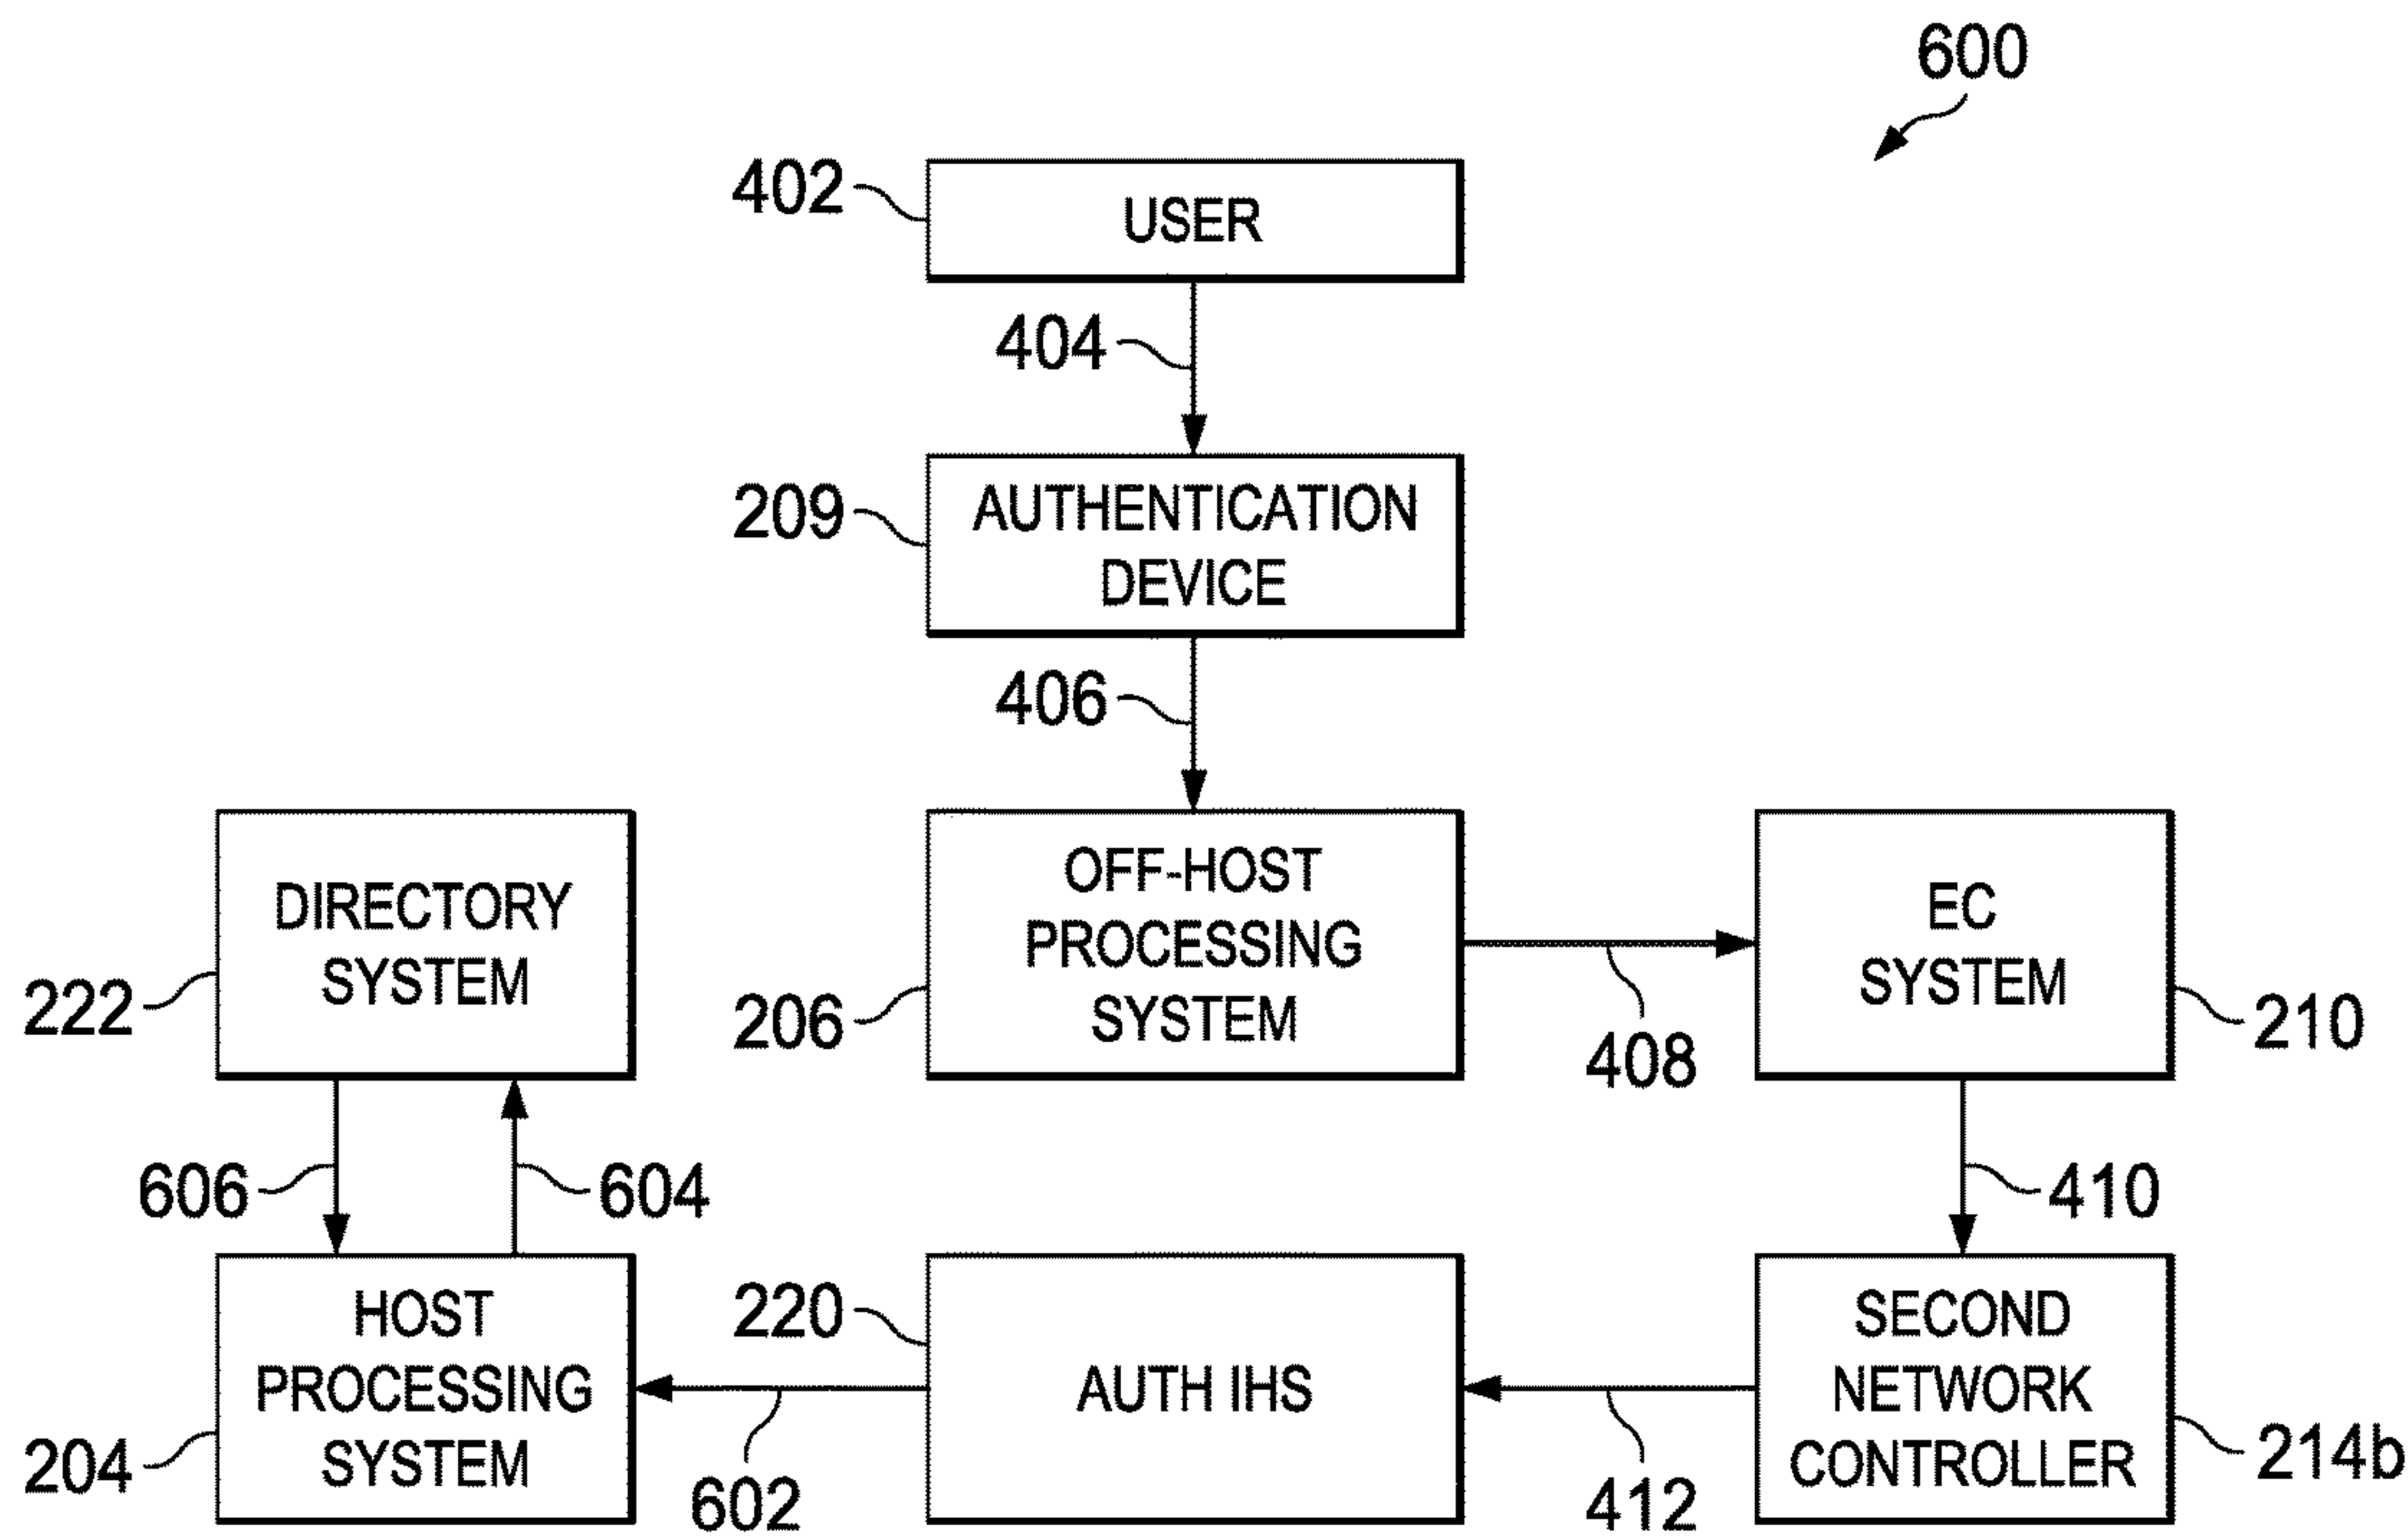 600
402
USER
404
209
AUTHENTICATION
DEVICE
406
222
DIRECTORY
SYSTEM
206
OFF-HOST
PROCESSING
SYSTEM
408
EC
SYSTEM
210
606
604
410
204
HOST
PROCESSING
SYSTEM
602
220
AUTH IHS
412
SECOND
NETWORK
CONTROLLER
214b